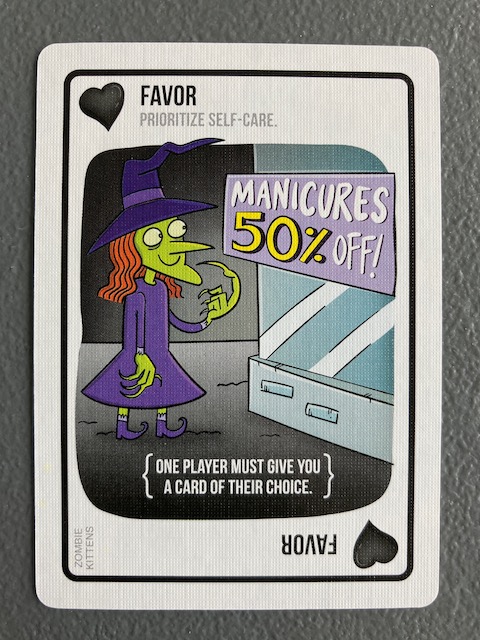 FAVOR
PRIORITIZE SELF-CARE.
MANICURES
50% OFF!
ONE PLAYER MUST GIVE YOU
A CARD OF THEIR CHOICE.
ZOMBIE
KITTENS
FAVOR